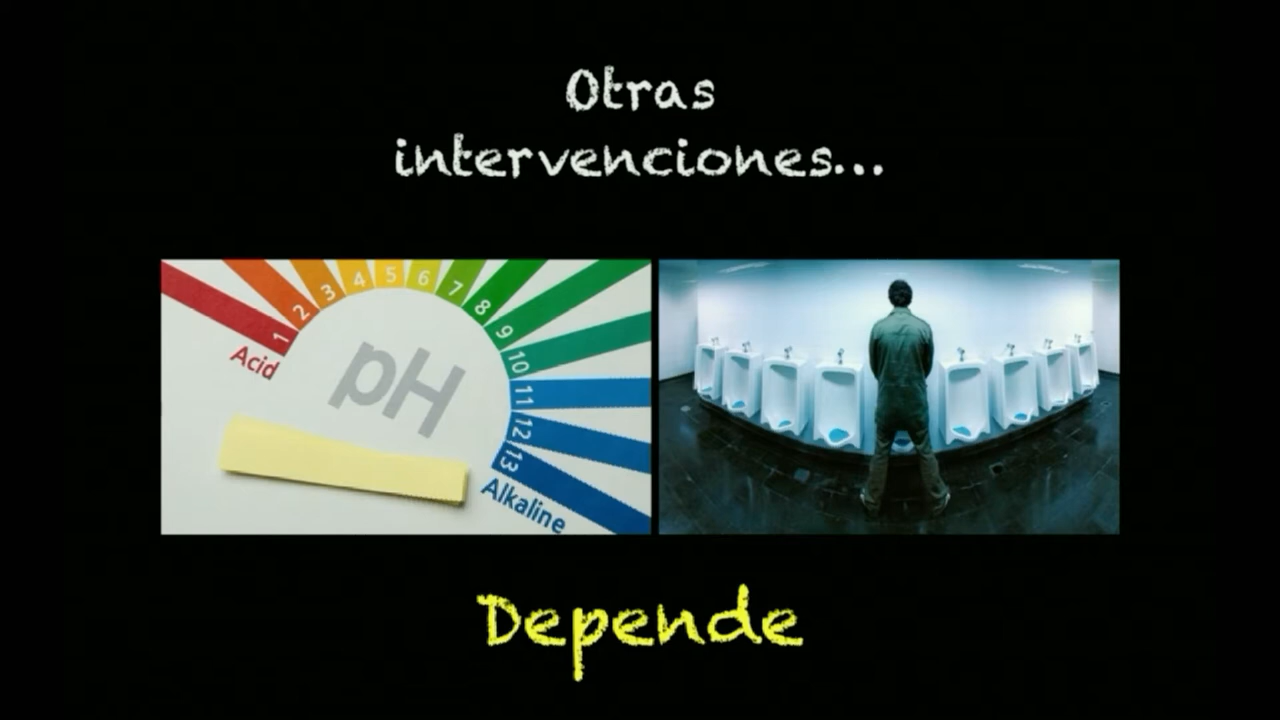 Otras
intervenciones...
1
2
3
4
5
6
7
8
9
10
11
12
13
Acid
pH
Alkaline
Depende